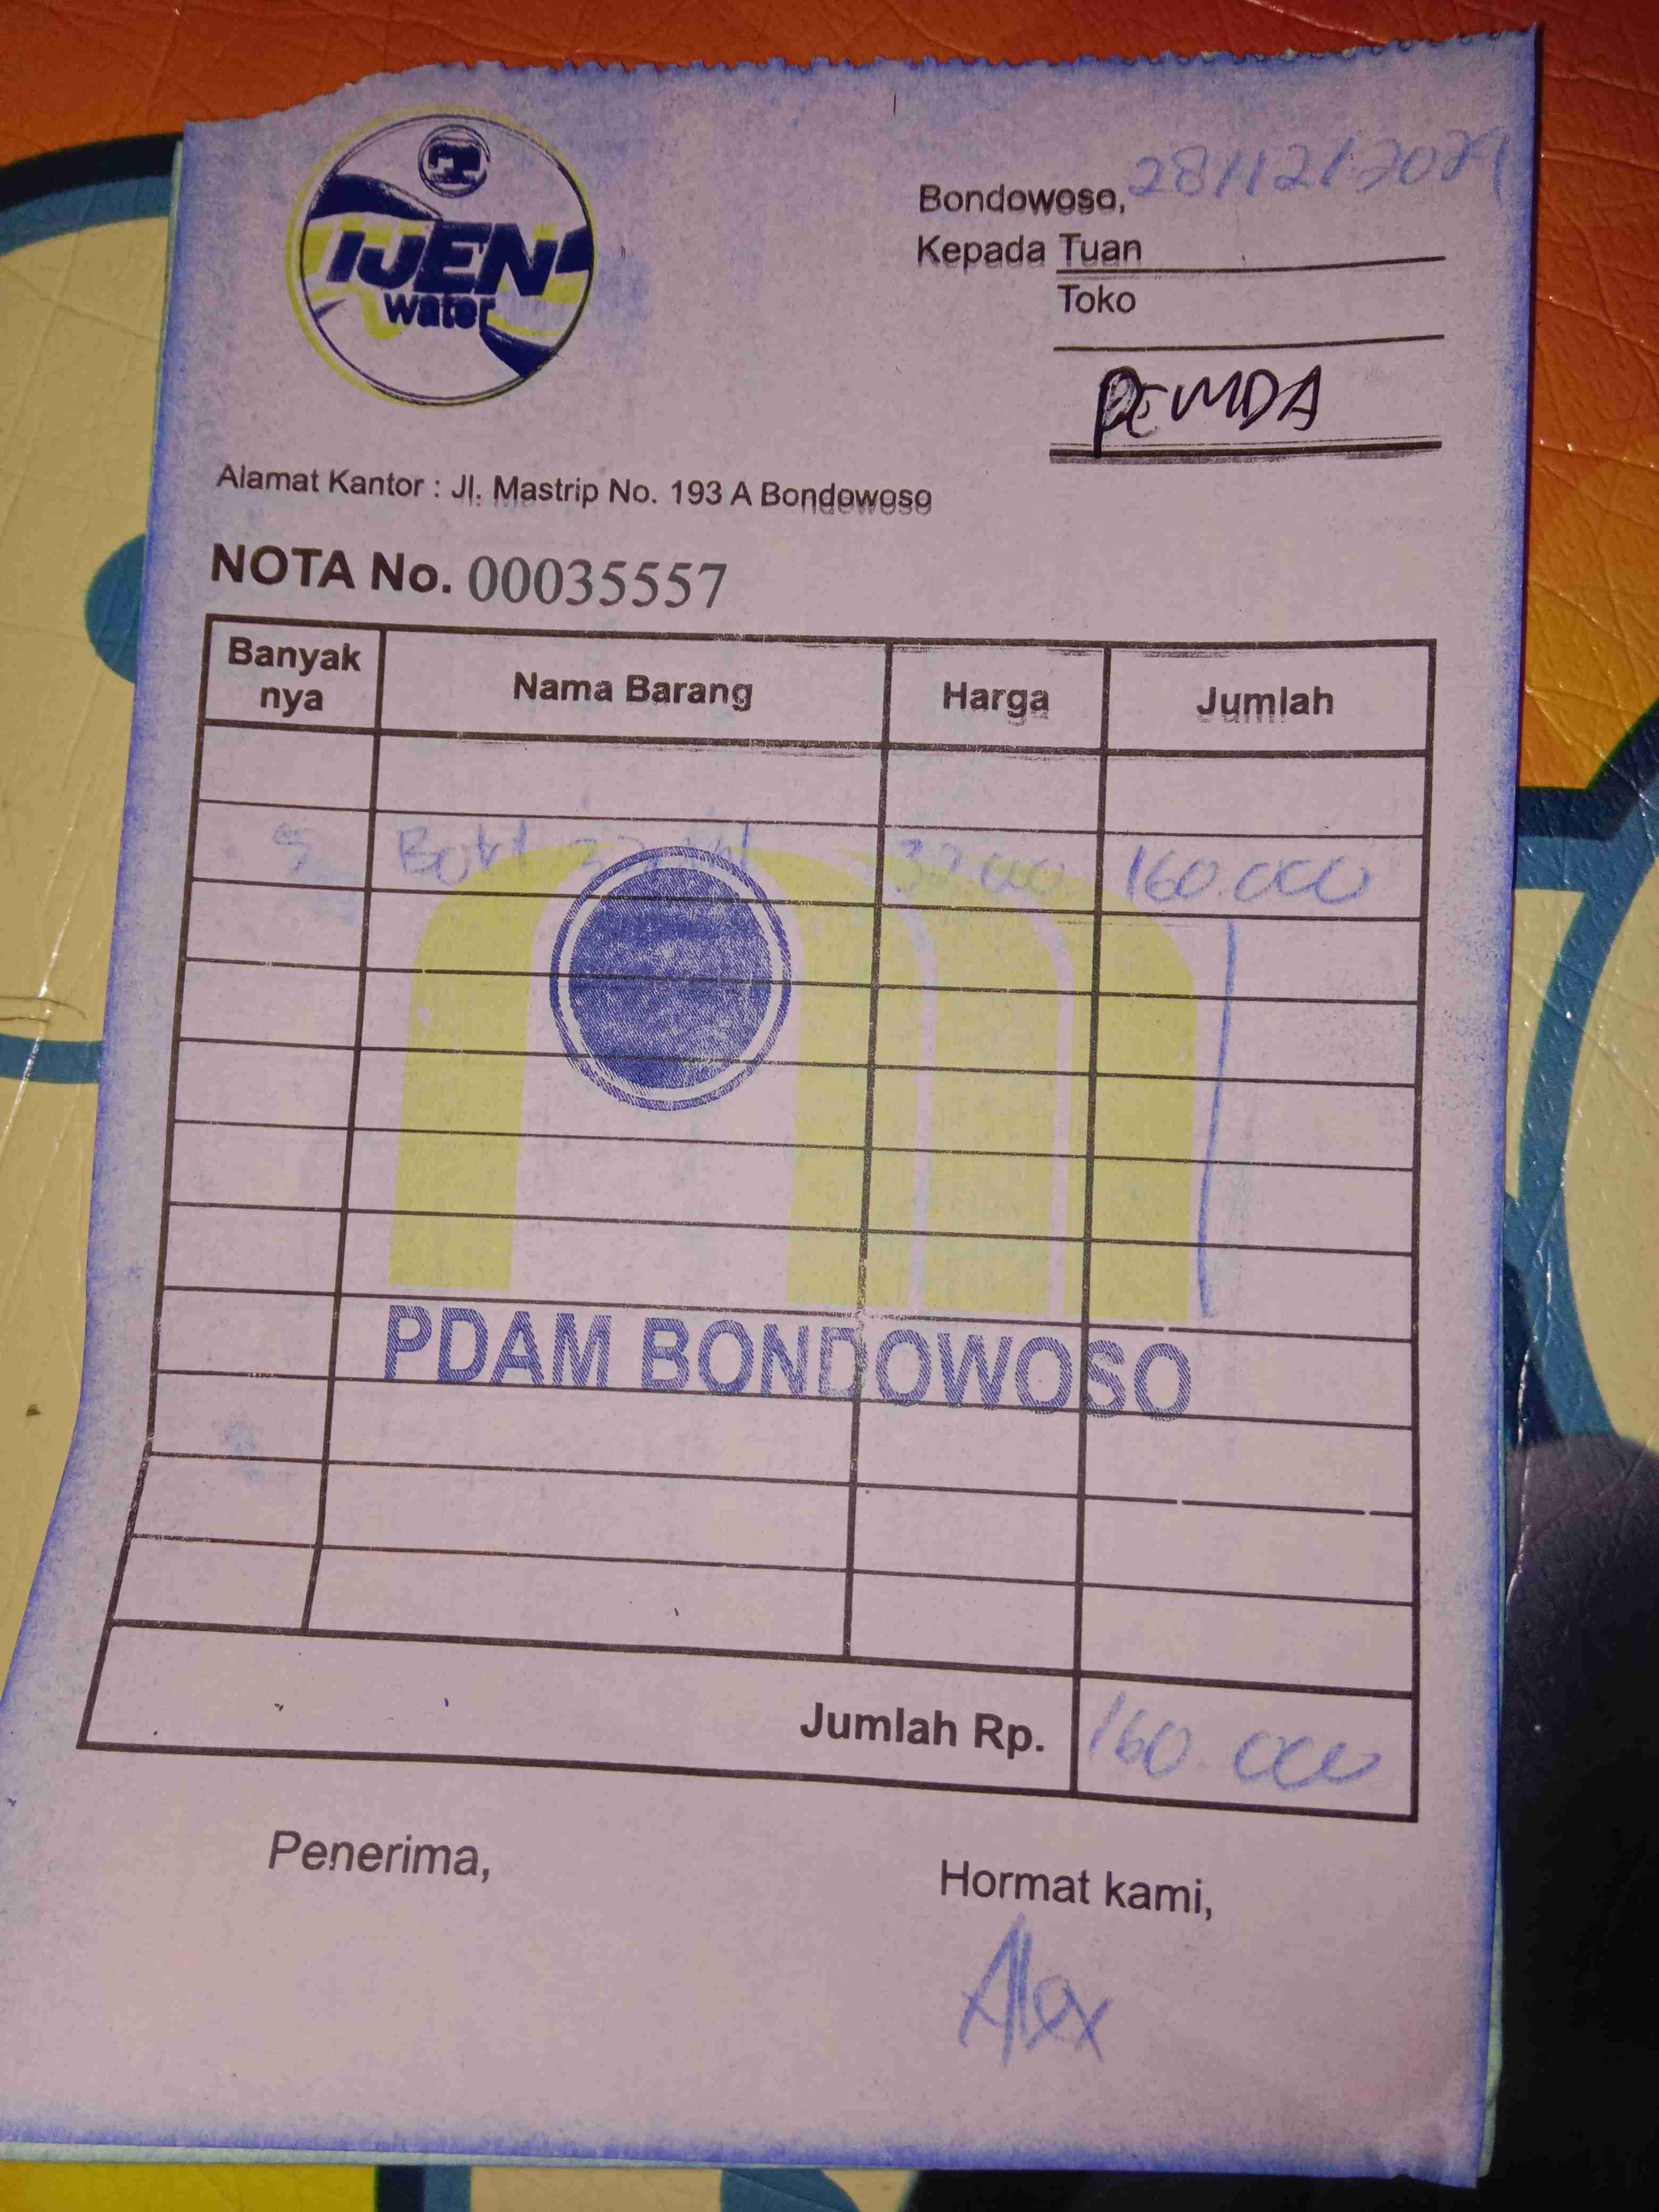 IJEN
water
Bondowoso, 28/12/2021
Kepada Tuan
Toko
PEMDA
Alamat Kantor : Jl. Mastrip No. 193 A Bondowoso
NOTA No. 00035557
Banyak nya Nama Barang Harga Jumlah
5 Botol 32.000 160.000
PDAM BONDOWOSO
Jumlah Rp. 160.000
Penerima,
Hormat kami,
Alex